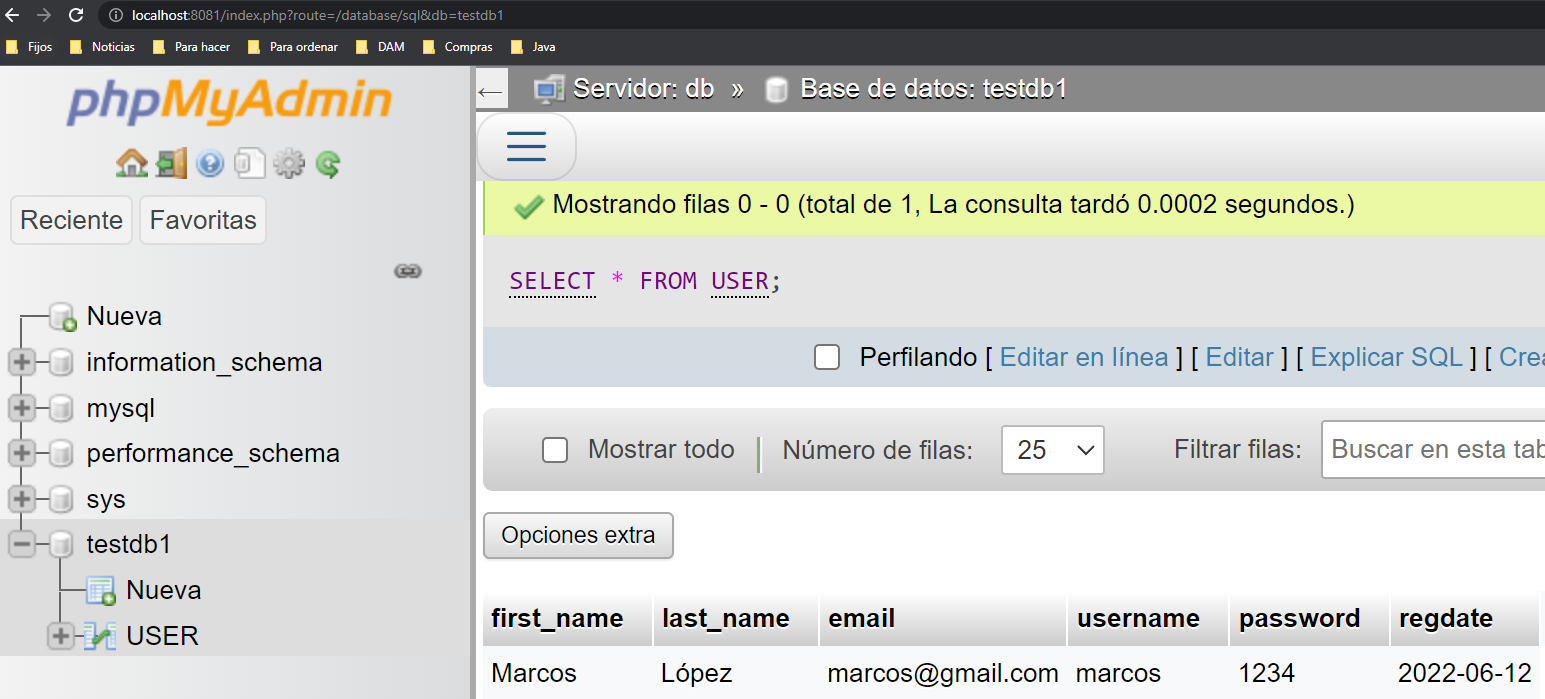 localhost:8081/index.php?route=/database/sql&db=testdb1
Fijos Noticias Para hacer Para ordenar DAM Compras Java
phpMyAdmin
Reciente Favoritas
Nueva
information_schema
mysql
performance_schema
sys
testdb1
Nueva
USER
Servidor: db » Base de datos: testdb1
Mostrando filas 0 - 0 (total de 1, La consulta tardó 0.0002 segundos.)
SELECT * FROM USER;
Perfilando [ Editar en línea ] [ Editar ] [ Explicar SQL ] [ Crea
Mostrar todo | Número de filas: 25 Filtrar filas: Buscar en esta tab
Opciones extra
first_name last_name email username password regdate
Marcos López marcos@gmail.com marcos 1234 2022-06-12